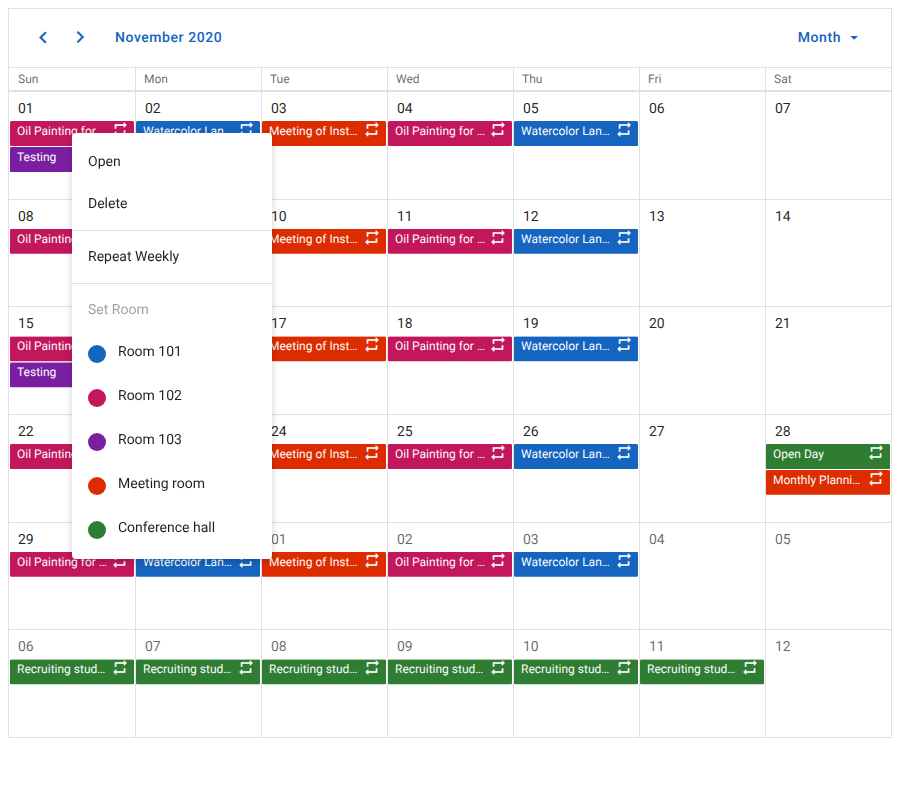 November 2020 Month
Sun Mon Tue Wed Thu Fri Sat
01 02 03 04 05 06 07
Oil Painting for Watercolor Lan Meeting of Inst... Oil Painting for ... Watercolor Lan...
Testing
Open
Delete
Repeat Weekly
Set Room
Room 101
Room 102
Room 103
Meeting room
Conference hall
08 10 11 12 13 14
Oil Painting Meeting of Inst... Oil Painting for ... Watercolor Lan...
15 17 18 19 20 21
Oil Painting Meeting of Inst... Oil Painting for ... Watercolor Lan...
Testing
22 24 25 26 27 28
Oil Painting Meeting of Inst... Oil Painting for ... Watercolor Lan... Open Day
Monthly Planni...
29 01 02 03 04 05
Oil Painting for ... Watercolor Lan... Meeting of Inst... Oil Painting for ... Watercolor Lan...
06 07 08 09 10 11 12
Recruiting stud... Recruiting stud... Recruiting stud... Recruiting stud... Recruiting stud... Recruiting stud...